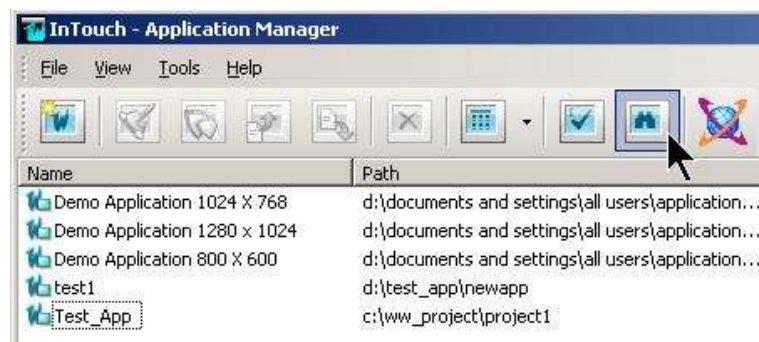 InTouch - Application Manager
File View Tools Help
Name Path
Demo Application 1024 X 768 d:\documents and settings\all users\application...
Demo Application 1280 x 1024 d:\documents and settings\all users\application...
Demo Application 800 X 600 d:\documents and settings\all users\application...
test1 d:\test_app\newapp
Test_App c:\ww_project\project1